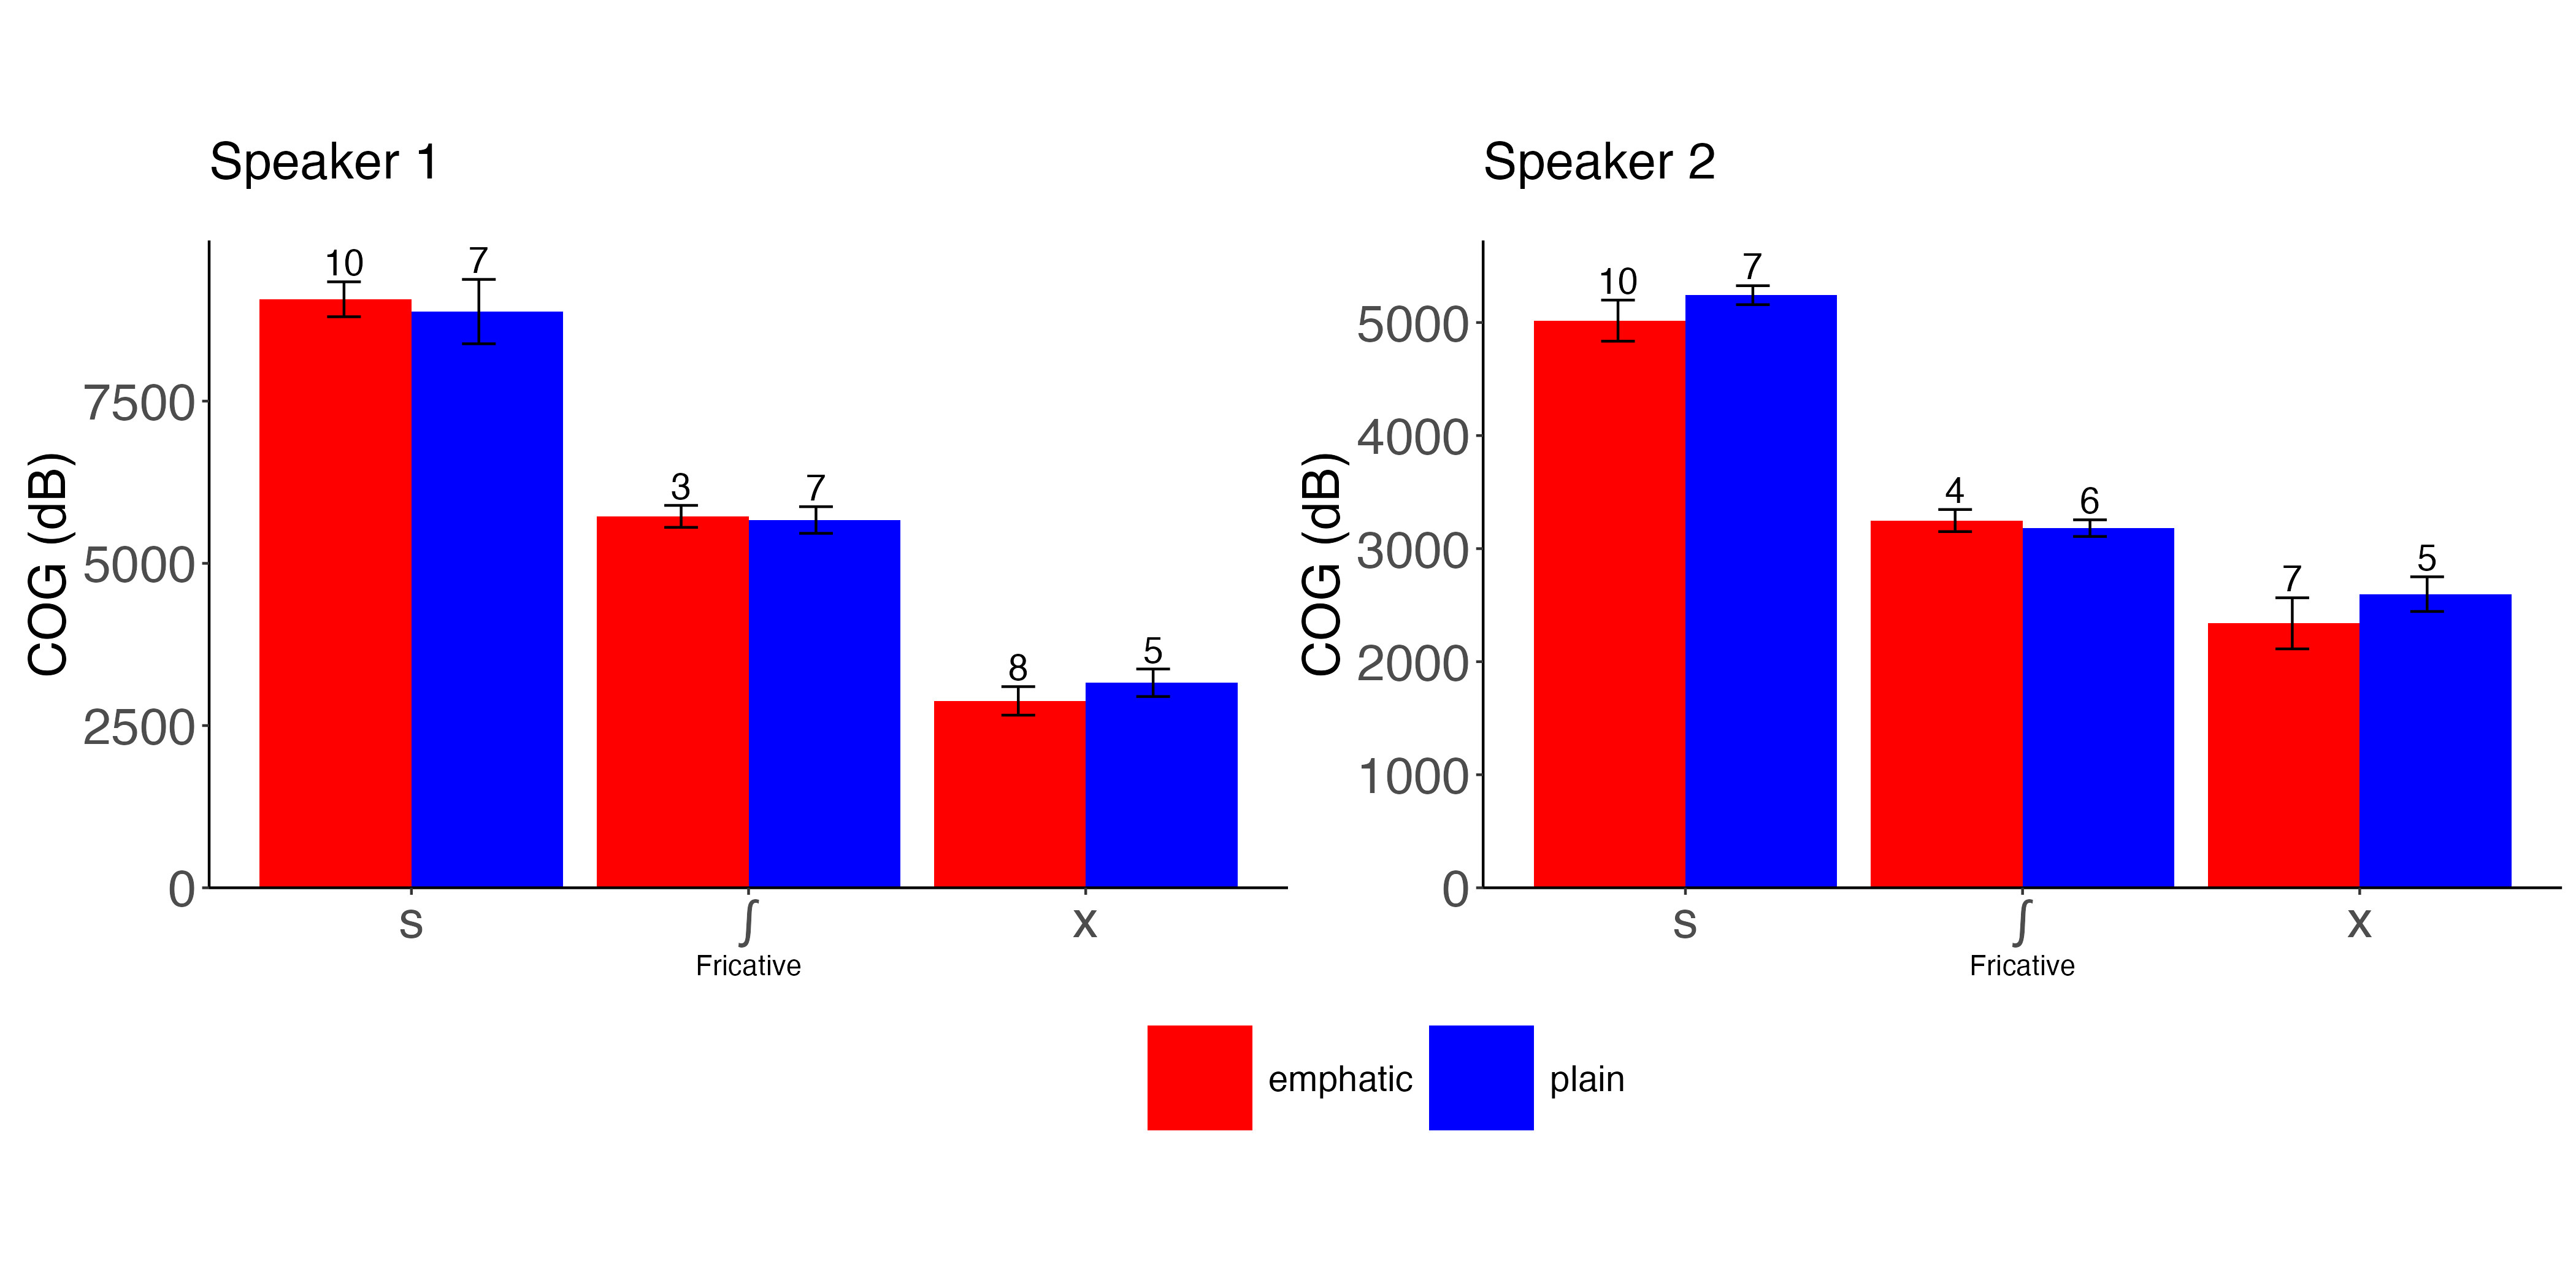 Speaker 1
10 7
3 7
8 5
7500
5000
2500
0
COG (dB)
s ʃ x
Fricative
Speaker 2
10 7
4 6
7 5
5000
4000
3000
2000
1000
0
COG (dB)
s ʃ x
Fricative
emphatic plain